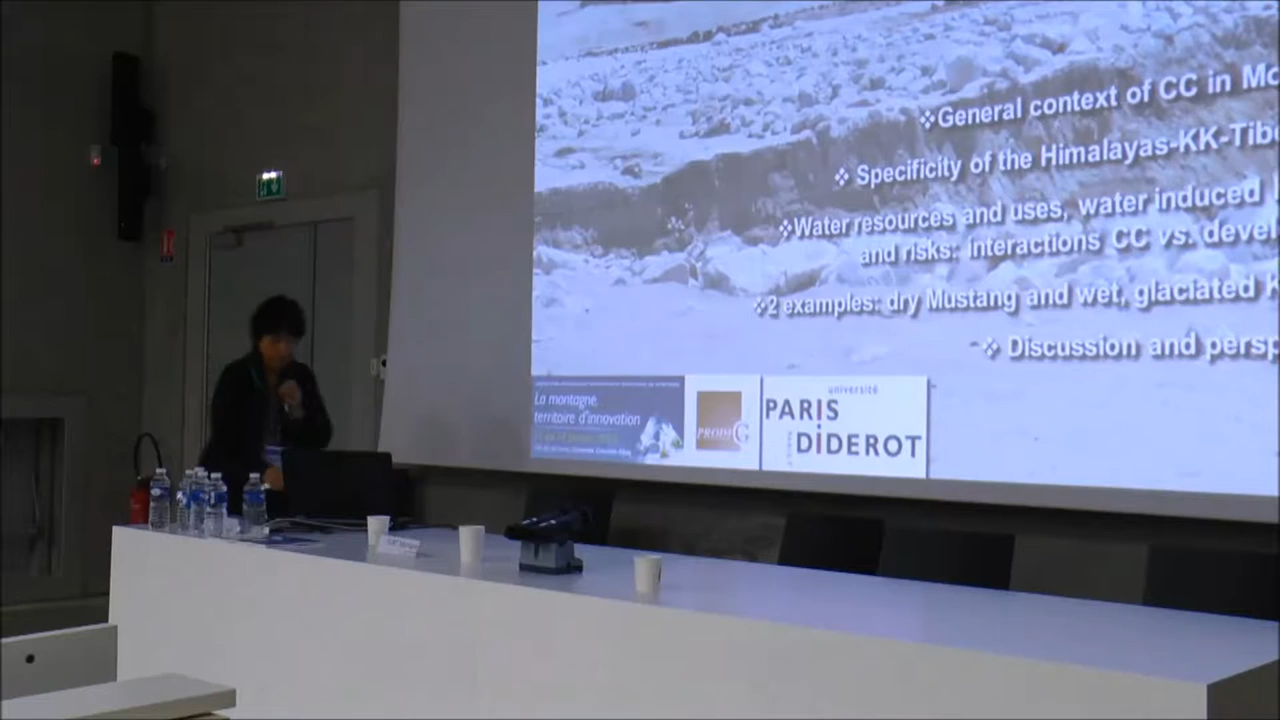 ❖General context of CC in Mo
❖ Specificity of the Himalayas-KK-Tib
❖Water resources and uses, water induced
and risks: interactions CC vs. devel
❖2 examples: dry Mustang and wet, glaciated K
❖ Discussion and persp
La montagne,
territoire d'innovation
PRODIG
université
PARIS
DIDEROT